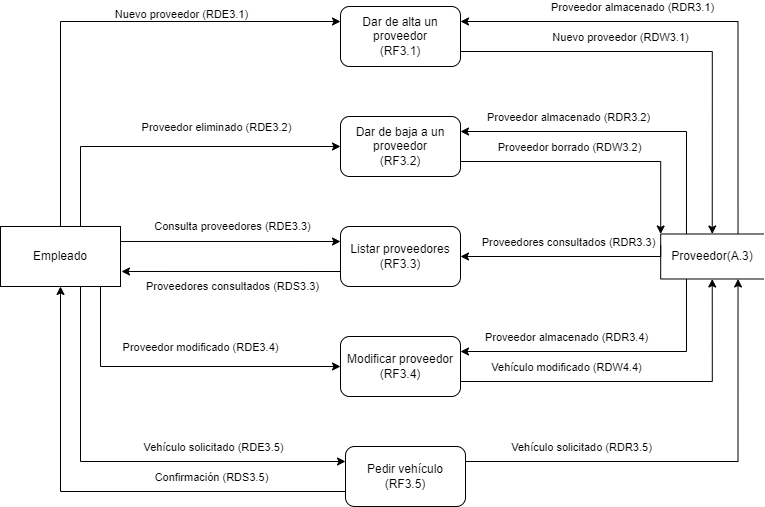 Nuevo proveedor (RDE3.1)
Dar de alta un
proveedor
(RF3.1)
Proveedor almacenado (RDR3.1)
Nuevo proveedor (RDW3.1)
Proveedor eliminado (RDE3.2)
Dar de baja a un
proveedor
(RF3.2)
Proveedor almacenado (RDR3.2)
Proveedor borrado (RDW3.2)
Empleado
Consulta proveedores (RDE3.3)
Proveedores consultados (RDS3.3)
Listar proveedores
(RF3.3)
Proveedores consultados (RDR3.3)
Proveedor(A.3)
Proveedor modificado (RDE3.4)
Modificar proveedor
(RF3.4)
Proveedor almacenado (RDR3.4)
Vehículo modificado (RDW4.4)
Vehículo solicitado (RDE3.5)
Confirmación (RDS3.5)
Pedir vehículo
(RF3.5)
Vehículo solicitado (RDR3.5)